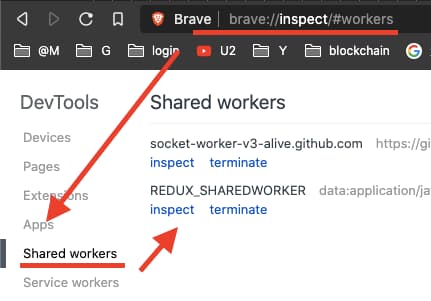 Brave brave://inspect/#workers
@M G login U2 Y blockchain
DevTools
Devices
Pages
Extensions
Apps
Shared workers
Service workers
Shared workers
socket-worker-v3-alive.github.com https://gi
inspect terminate
REDUX_SHAREDWORKER data:application/ja
inspect terminate